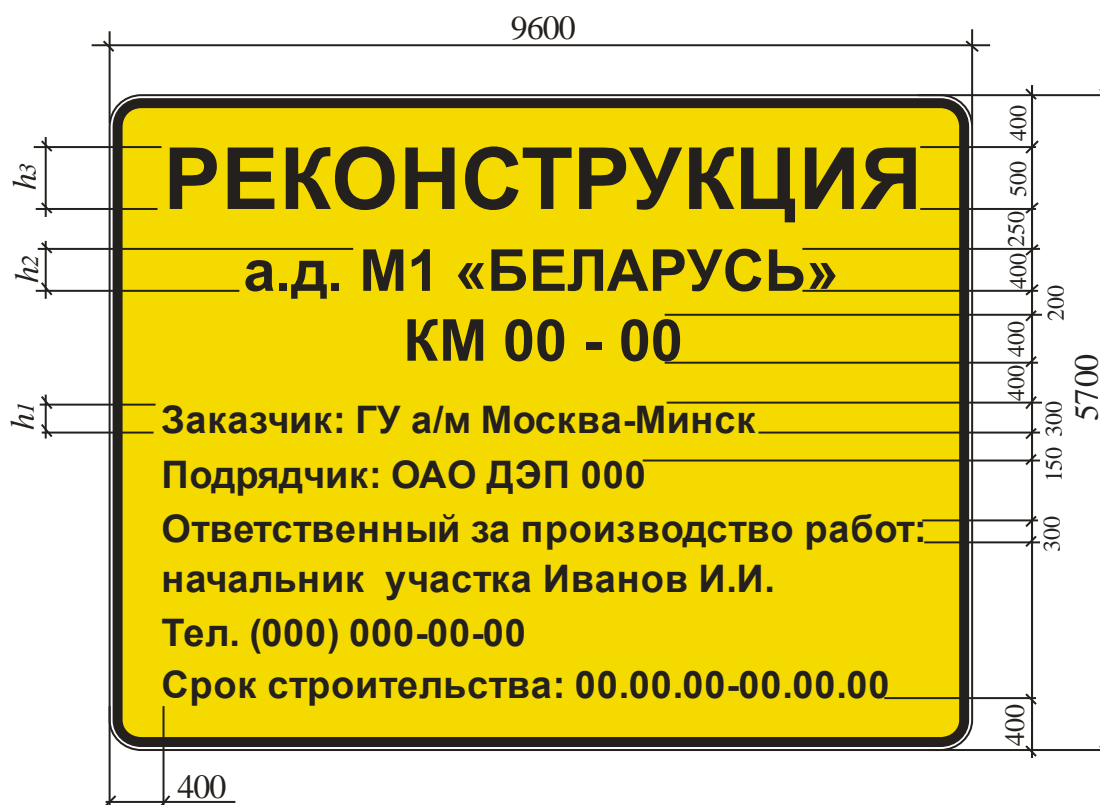 9600
400
h3
РЕКОНСТРУКЦИЯ
500
250
h2
а.д. М1 «БЕЛАРУСЬ»
400
200
КМ 00 - 00
400
400
5700
h1
Заказчик: ГУ а/м Москва-Минск
300
Подрядчик: ОАО ДЭП 000
150
Ответственный за производство работ:
300
начальник участка Иванов И.И.
Тел. (000) 000-00-00
Срок строительства: 00.00.00-00.00.00
400
400